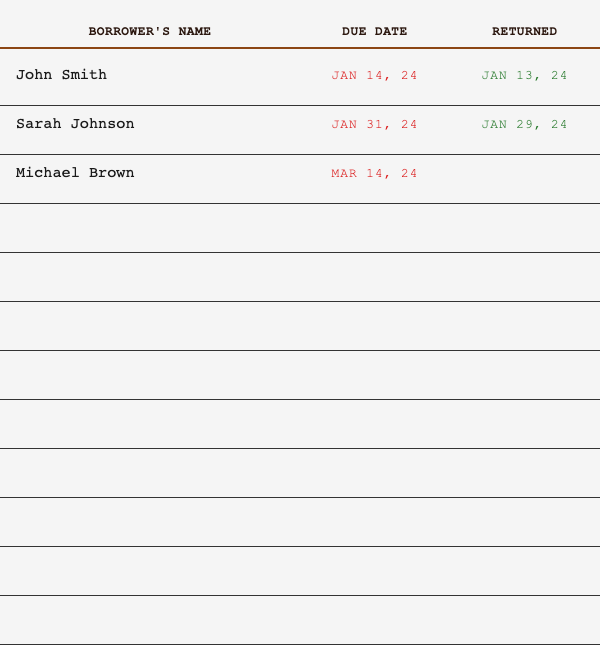 BORROWER'S NAME DUE DATE RETURNED
John Smith JAN 14, 24 JAN 13, 24
Sarah Johnson JAN 31, 24 JAN 29, 24
Michael Brown MAR 14, 24